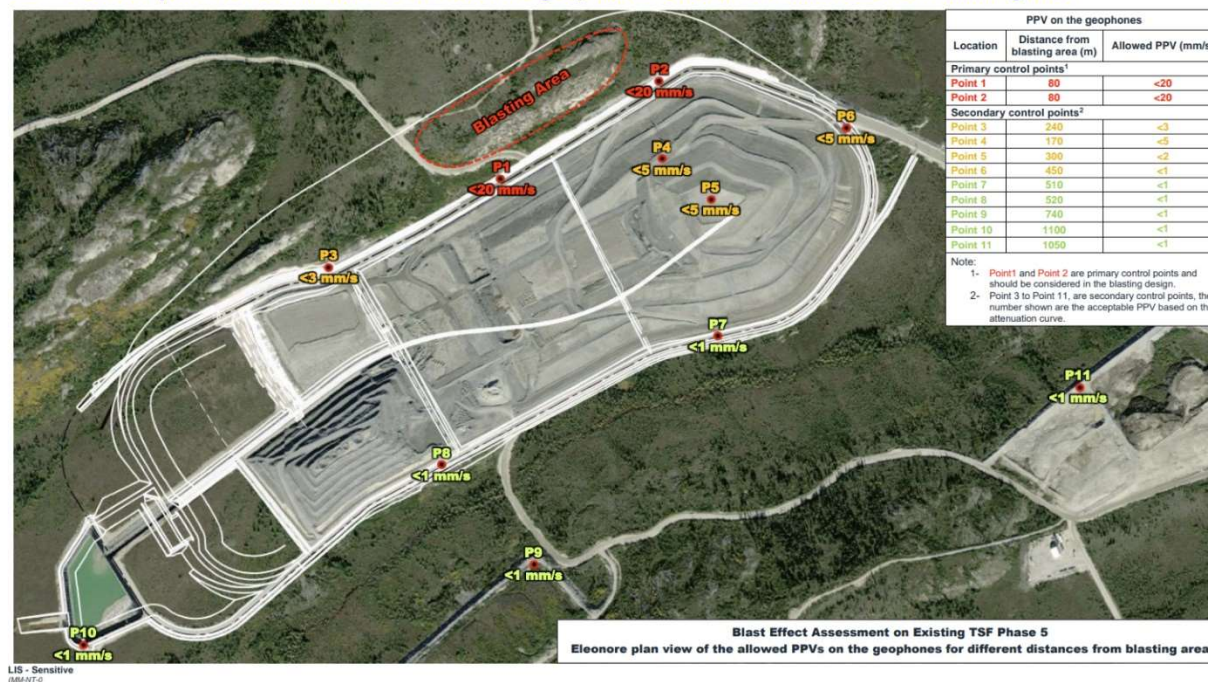 PPV on the geophones
Location Distance from blasting area (m) Allowed PPV (mm/s
Primary control points1
Point 1 80 <20
Point 2 80 <20
Secondary control points2
Point 3 240 <3
Point 4 170 <5
Point 5 300 <2
Point 6 450 <1
Point 7 510 <1
Point 8 520 <1
Point 9 740 <1
Point 10 1100 <1
Point 11 1050 <1
Note:
1- Point1 and Point 2 are primary control points and
should be considered in the blasting design.
2- Point 3 to Point 11, are secondary control points, the
number shown are the acceptable PPV based on th
attenuation curve.
Blasting Area
P2
<20 mm/s
P6
<5 mm/s
P4
<5 mm/s
P1
<20 mm/s
P5
<5 mm/s
P3
<3 mm/s
P7
<1 mm/s
P11
<1 mm/s
P8
<1 mm/s
P9
<1 mm/s
P10
<1 mm/s
Blast Effect Assessment on Existing TSF Phase 5
Eleonore plan view of the allowed PPVs on the geophones for different distances from blasting area
LIS - Sensitive